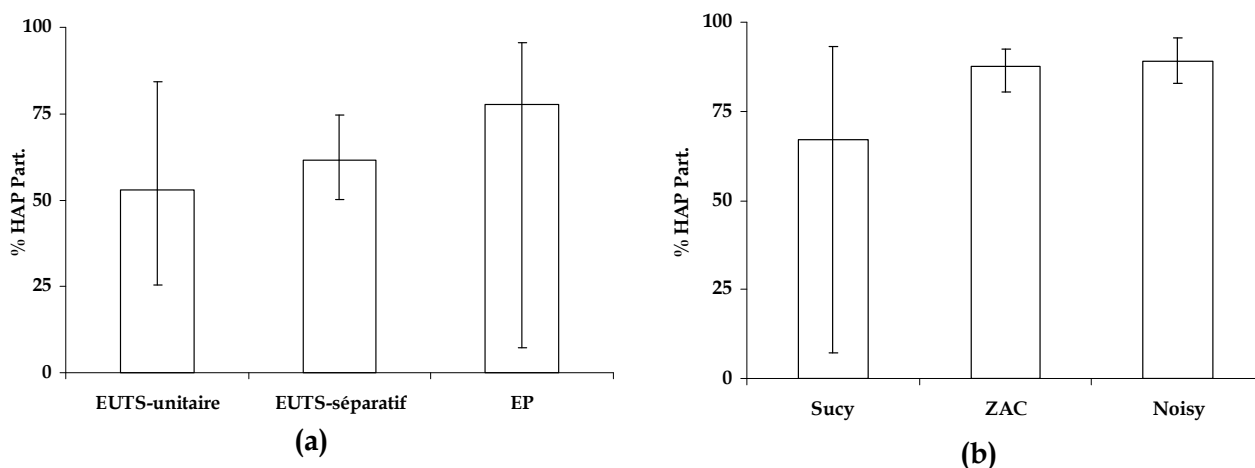 100
75
50
25
0
% HAP Part.
EUTS-unitaire EUTS-séparatif EP
(a)
100
75
50
25
0
% HAP Part.
Sucy ZAC Noisy
(b)